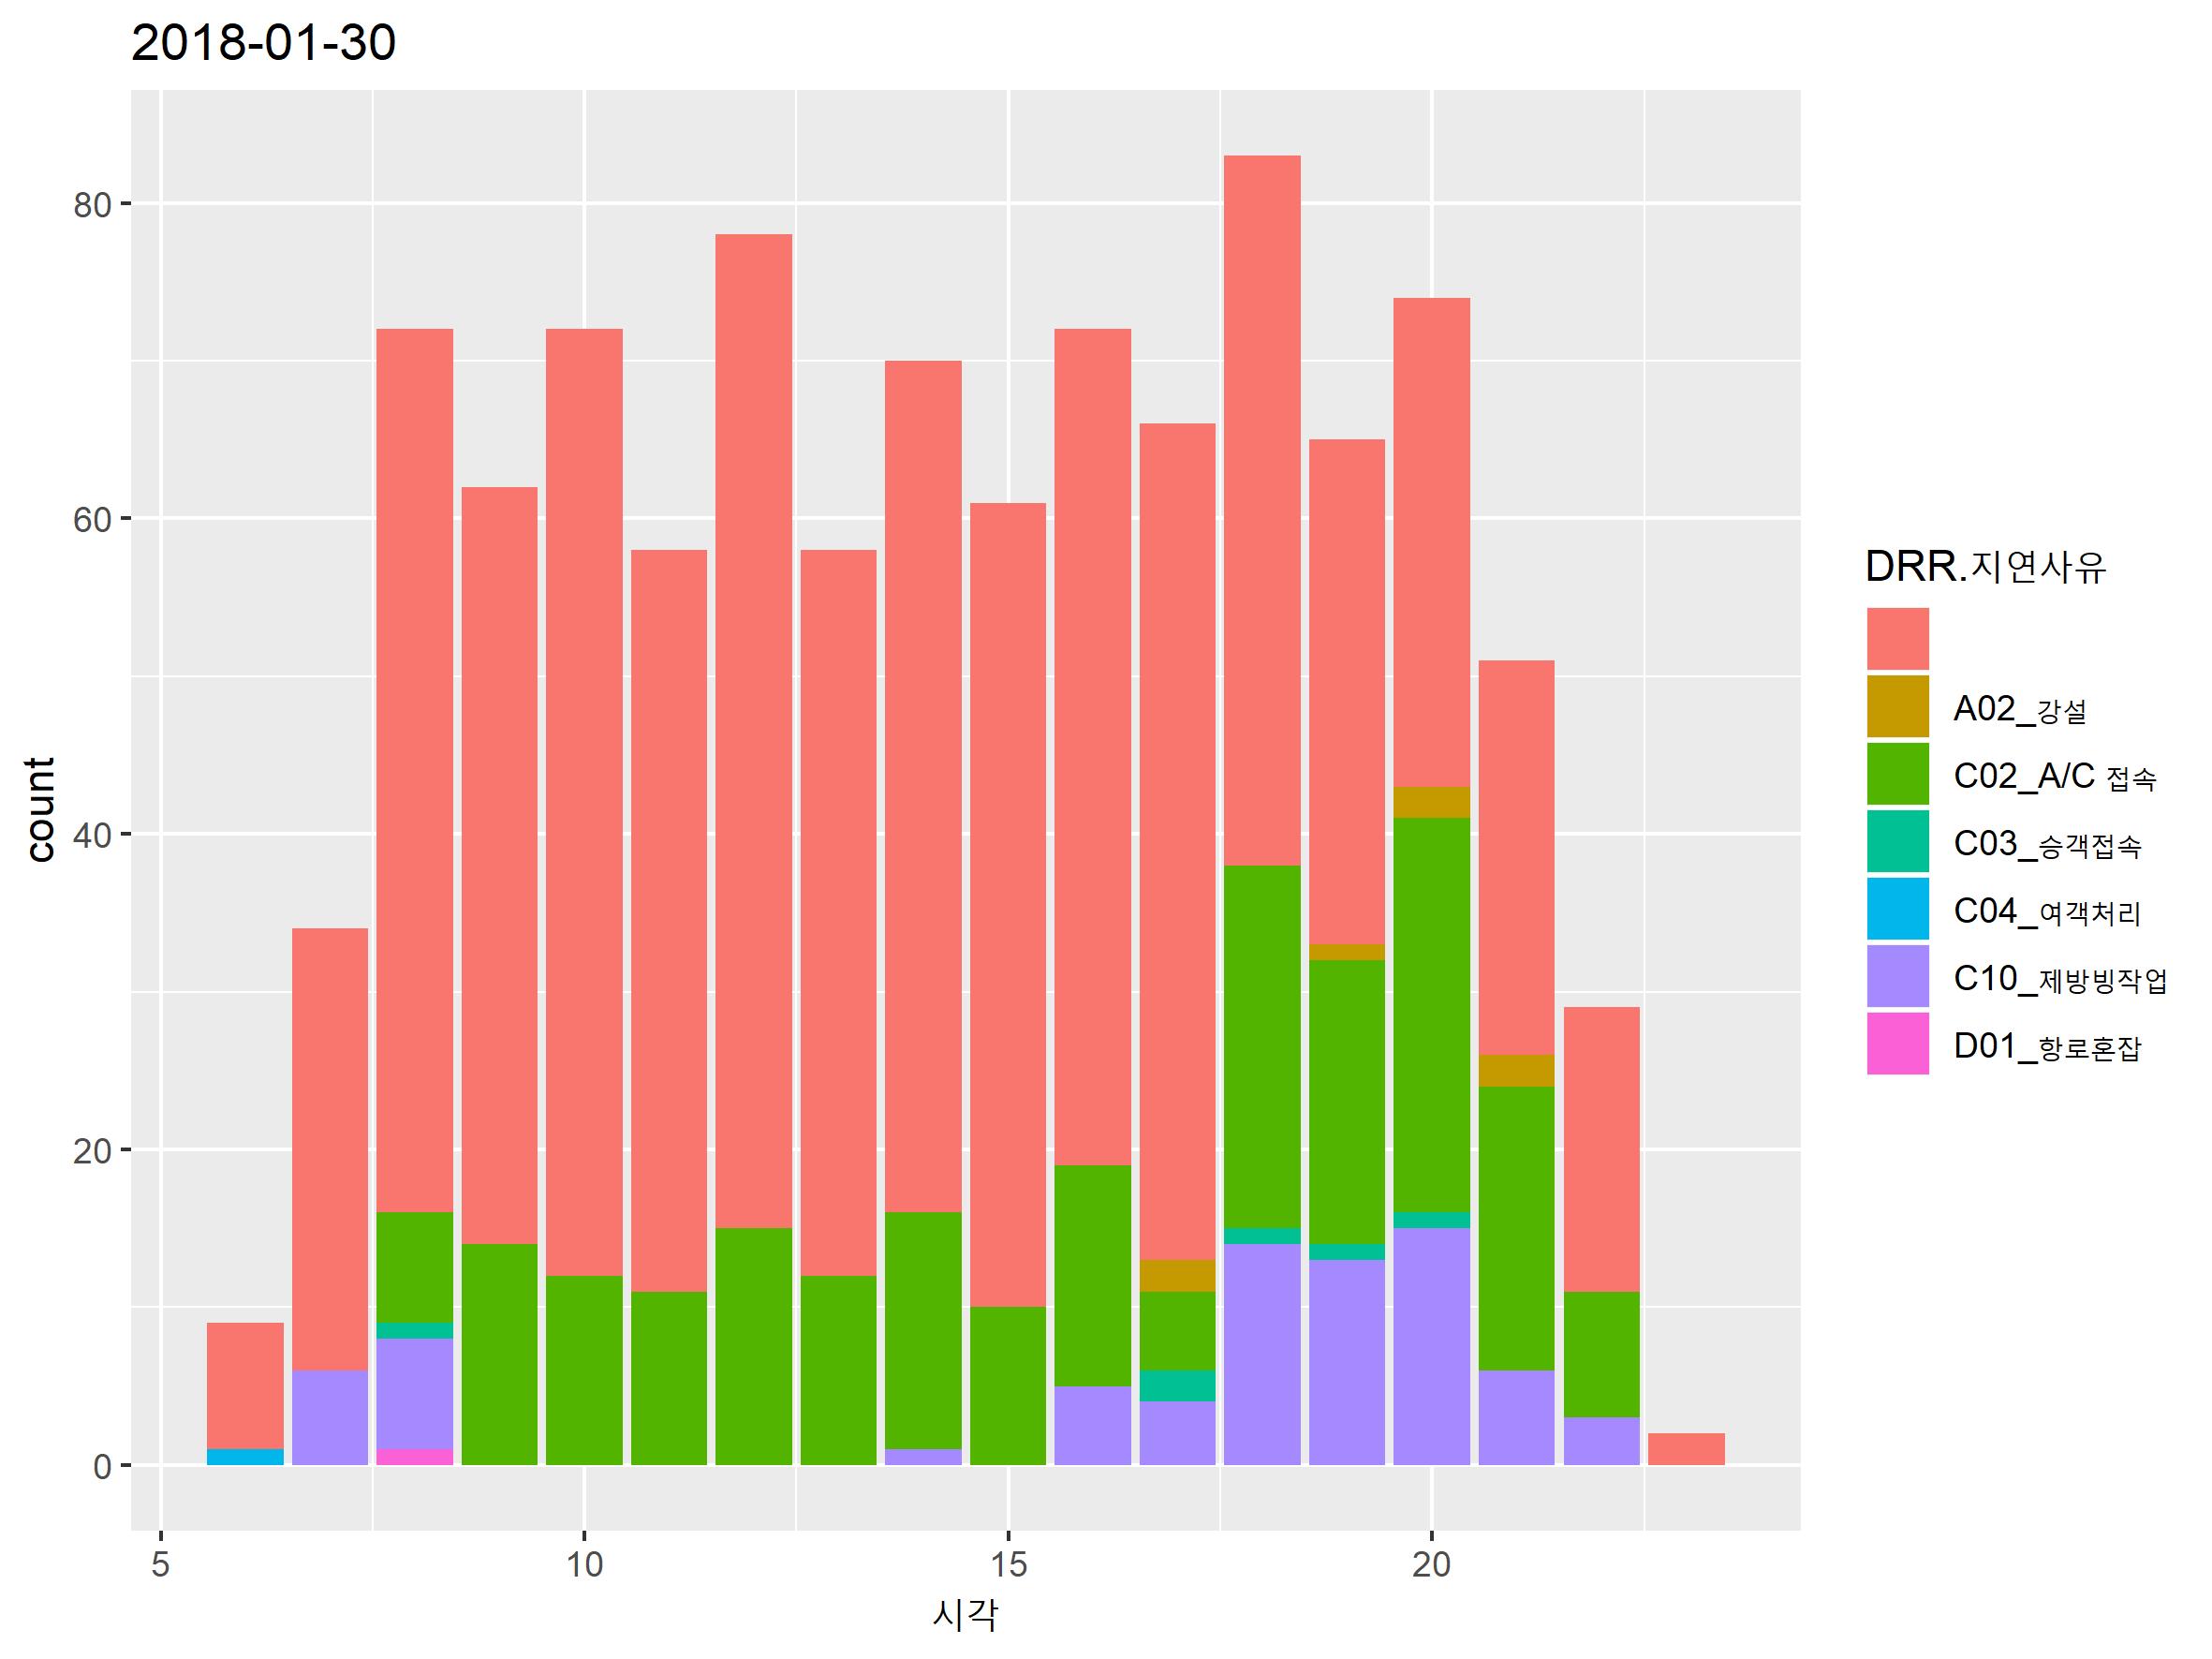 2018-01-30
80
60
40
20
0
count
5 10 15 20
시각
DRR.지연사유
A02_강설
C02_A/C 접속
C03_승객접속
C04_여객처리
C10_제방빙작업
D01_항로혼잡